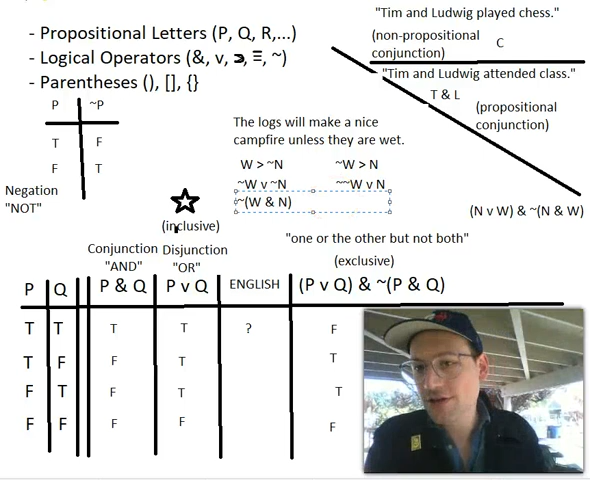 "Tim and Ludwig played chess."
- Propositional Letters (P, Q, R,...)
(non-propositional
conjunction)
C
- Logical Operators (&, v, ⊃, ≡, ~)
- Parentheses (), [], {}
"Tim and Ludwig attended class."
T & L
(propositional
conjunction)
P ~P
T F
F T
Negation
"NOT"
The logs will make a nice
campfire unless they are wet.
W > ~N ~W > N
~W v ~N ~~W v N
~(W & N)
(N v W) & ~(N & W)
(inclusive)
"one or the other but not both"
(exclusive)
Conjunction Disjunction
"AND" "OR"
P Q P & Q P v Q ENGLISH (P v Q) & ~(P & Q)
T T T T ? F
T F F T T
F T F T T
F F F F F